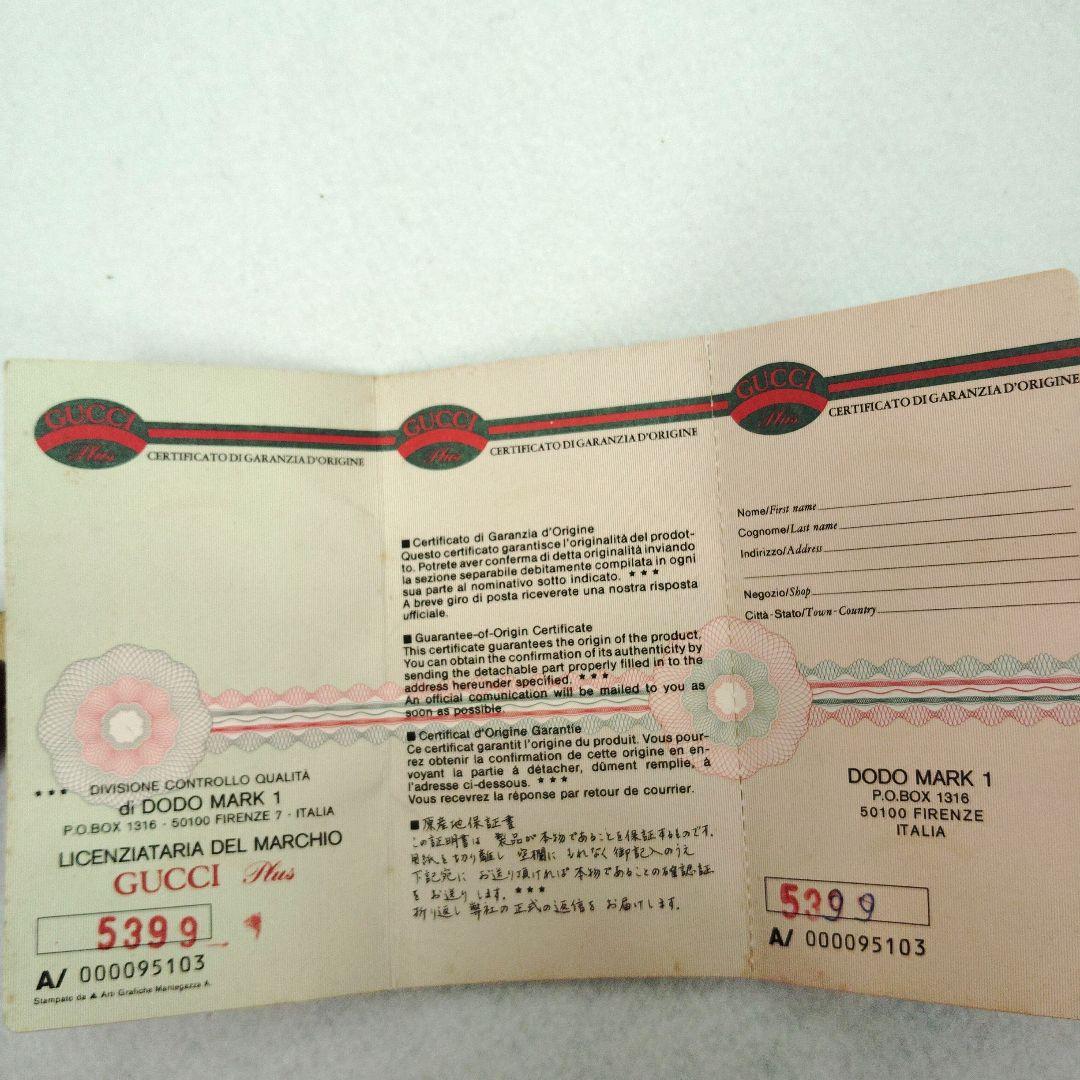 GUCCI
Plus
CERTIFICATO DI GARANZIA D'ORIGINE
*** DIVISIONE CONTROLLO QUALITÀ
di DODO MARK 1
P.O.BOX 1316 - 50100 FIRENZE 7 - ITALIA
LICENZIATARIA DEL MARCHIO
GUCCI Plus
5399
A/ 000095103
Stampato da ▲ Arti Grafiche Mantegazza
GUCCI
Plus
CERTIFICATO DI GARANZIA D'ORIGINE
■ Certificato di Garanzia d'Origine
Questo certificato garantisce l'originalità del prodot-
to. Potrete aver conferma di detta originalità inviando
la sezione separabile debitamente compilata in ogni
sua parte al nominativo sotto indicato. ***
A breve giro di posta riceverete una nostra risposta
ufficiale.
■ Guarantee-of-Origin Certificate
This certificate guarantees the origin of the product.
You can obtain the confirmation of its authenticity by
sending the detachable part properly filled in to the
address hereunder specified. ***
An official comunication will be mailed to you as
soon as possible.
■ Certificat d'Origine Garantie
Ce certificat garantit l'origine du produit. Vous pour-
rez obtenir la confirmation de cette origine en en-
voyant la partie à détacher, dûment remplie, à
l'adresse ci-dessous. ***
Vous recevrez la réponse par retour de courrier.
■ 原産地保証書
この証明書は 製品が本物であることを保証するものです。
用紙を切り離し 空欄に もれなく御記入のうえ
下記宛に お送り頂ければ本物であることの確認証
を お送り します。***
折り返し 弊社の正式の返信を お届けします。
GUCCI
Plus
CERTIFICATO DI GARANZIA D'ORIGINE
Nome/First name
Cognome/Last name
Indirizzo/Address
Negozio/Shop
Città-Stato/Town-Country
DODO MARK 1
P.O.BOX 1316
50100 FIRENZE
ITALIA
5399
A/ 000095103